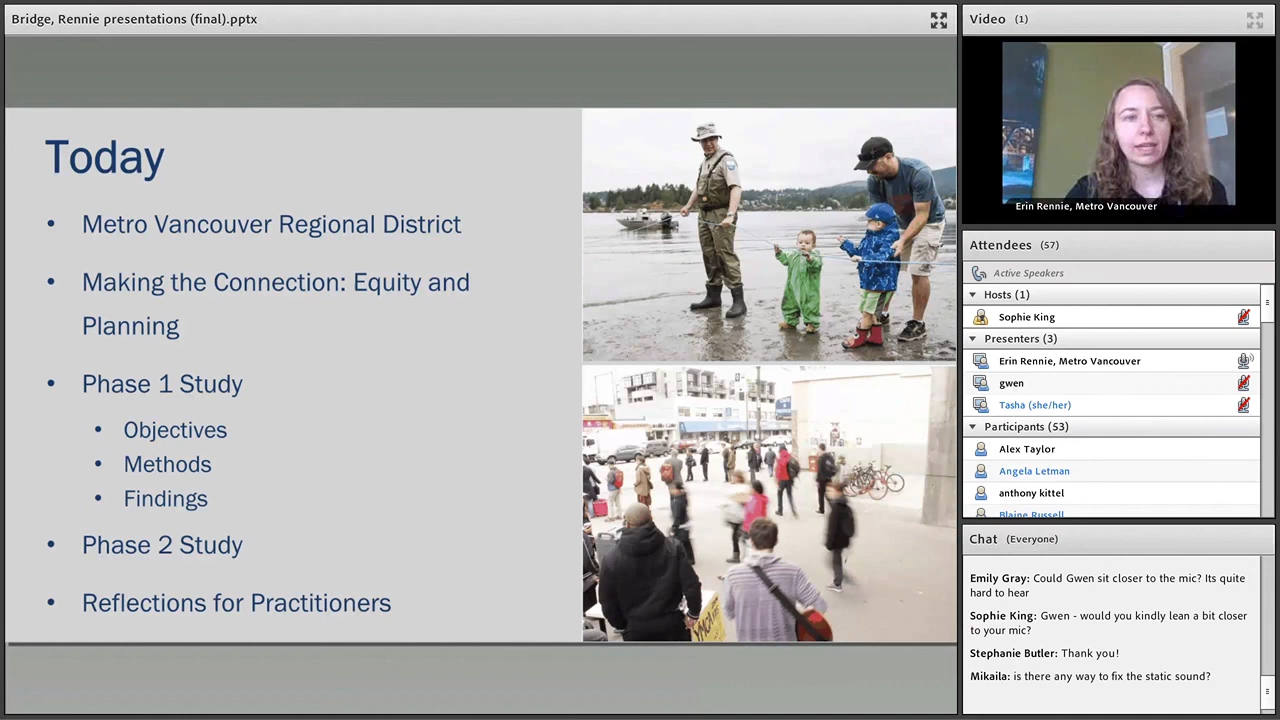 Bridge, Rennie presentations (final).pptx
Today
• Metro Vancouver Regional District
• Making the Connection: Equity and
Planning
• Phase 1 Study
• Objectives
• Methods
• Findings
• Phase 2 Study
• Reflections for Practitioners
Video (1)
Erin Rennie, Metro Vancouver
Attendees (57)
Active Speakers
Hosts (1)
Sophie King
Presenters (3)
Erin Rennie, Metro Vancouver
gwen
Tasha (she/her)
Participants (53)
Alex Taylor
Angela Letman
anthony kittel
Blaine Russell
Chat (Everyone)
Emily Gray: Could Gwen sit closer to the mic? Its quite
hard to hear
Sophie King: Gwen - would you kindly lean a bit closer
to your mic?
Stephanie Butler: Thank you!
Mikaila: is there any way to fix the static sound?